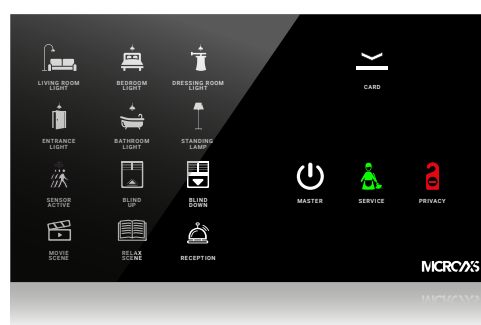 LIVING ROOM
LIGHT
BEDROOM
LIGHT
DRESSING ROOM
LIGHT
CARD
ENTRANCE
LIGHT
BATHROOM
LIGHT
STANDING
LAMP
SENSOR
ACTIVE
BLIND
UP
BLIND
DOWN
MASTER
SERVICE
PRIVACY
MOVIE
SCENE
RELAX
SCENE
RECEPTION